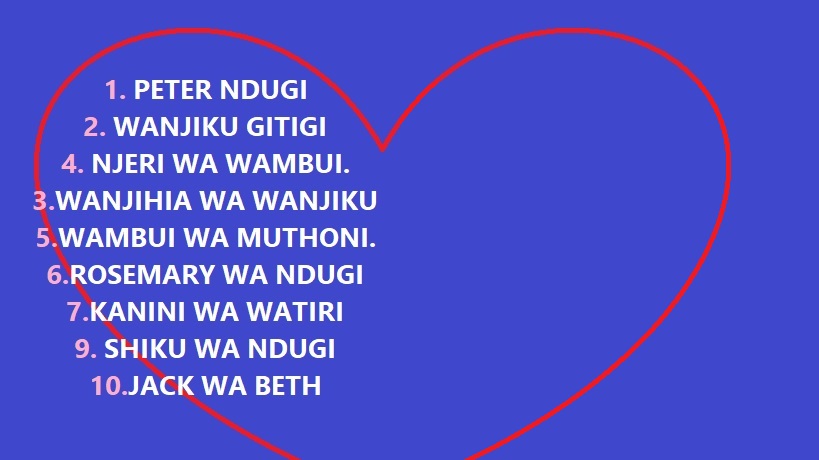 1. PETER NDUGI
2. WANJIKU GITIGI
4. NJERI WA WAMBUI.
3.WANJIHIA WA WANJIKU
5.WAMBUI WA MUTHONI.
6.ROSEMARY WA NDUGI
7.KANINI WA WATIRI
9. SHIKU WA NDUGI
10.JACK WA BETH